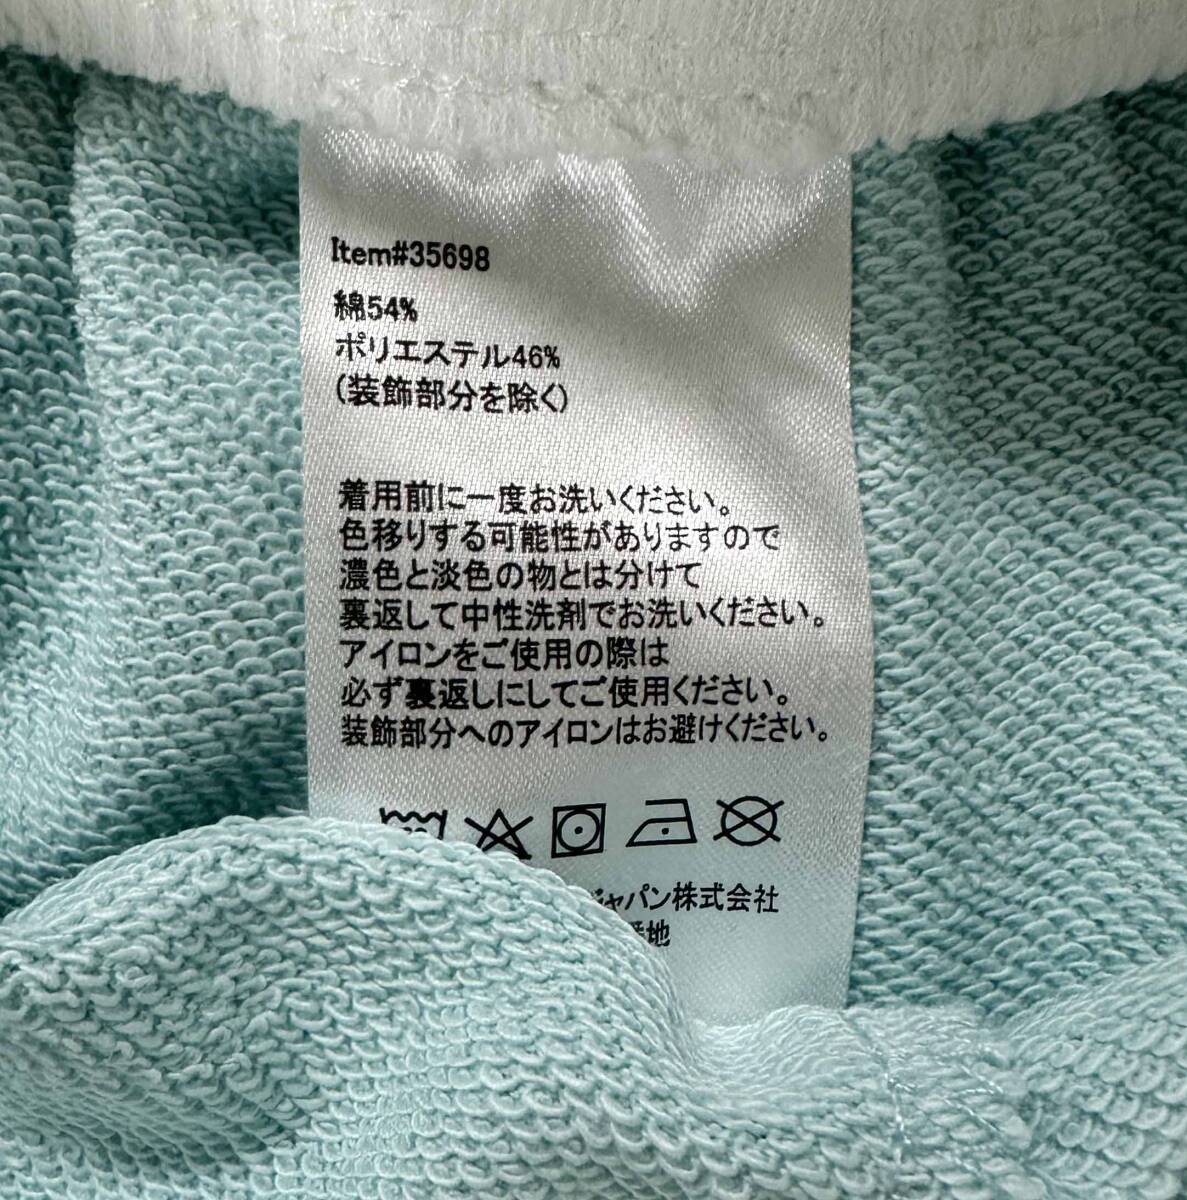 Item#35698
綿54%
ポリエステル46%
(装飾部分を除く)
着用前に一度お洗いください。
色移りする可能性がありますので
濃色と淡色の物とは分けて
裏返して中性洗剤でお洗いください。
アイロンをご使用の際は
必ず裏返しにしてご使用ください。
装飾部分へのアイロンはお避けください。
ジャパン株式会社
番地